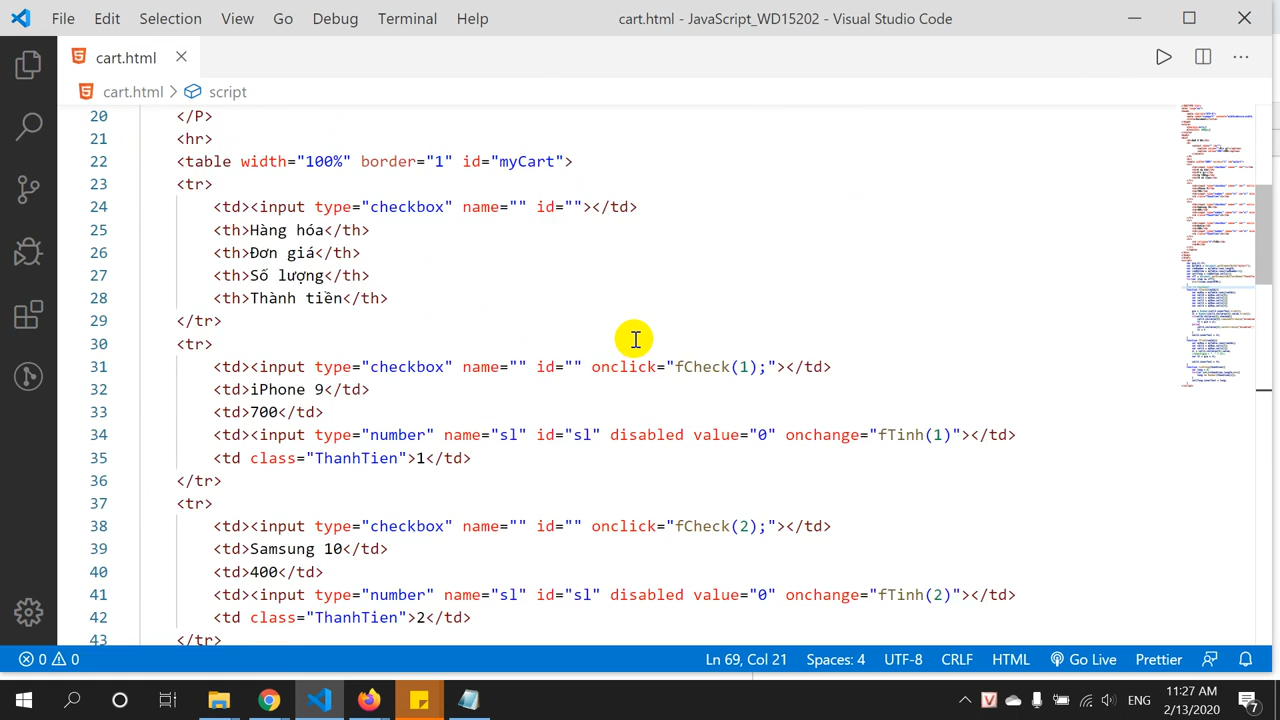 File Edit Selection View Go Debug Terminal Help cart.html - JavaScript_WD15202 - Visual Studio Code
cart.html
cart.html > script
20 </P>
21 <hr>
22 <table width="100%" border="1" id="myCart">
23 <tr>
24 <td><input type="checkbox" name="" id=""></td>
25 <th>Hàng hóa</th>
26 <th>Đơn giá</th>
27 <th>Số lượng</th>
28 <th>Thành tiền</th>
29 </tr>
30 <tr>
31 <td><input type="checkbox" name="" id="" onclick="fCheck(1);"></td>
32 <td>iPhone 9</td>
33 <td>700</td>
34 <td><input type="number" name="sl" id="sl" disabled value="0" onchange="fTinh(1)"></td>
35 <td class="ThanhTien">1</td>
36 </tr>
37 <tr>
38 <td><input type="checkbox" name="" id="" onclick="fCheck(2);"></td>
39 <td>Samsung 10</td>
40 <td>400</td>
41 <td><input type="number" name="sl" id="sl" disabled value="0" onchange="fTinh(2)"></td>
42 <td class="ThanhTien">2</td>
43 </tr>
0 0 Ln 69, Col 21 Spaces: 4 UTF-8 CRLF HTML Go Live Prettier
ENG 11:27 AM
2/13/2020 7